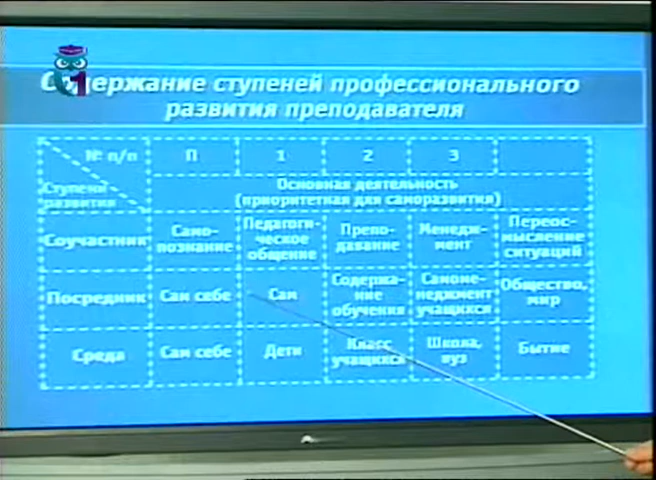 Содержание ступеней профессионального
развития преподавателя
№ п/п
П
1
2
3
Ступени
развития
Основная деятельность
(приоритетная для саморазвития)
Соучастник
Само-
познание
Педагоги-
ческое
общение
Препо-
давание
Менедж-
мент
Переос-
мысление
ситуаций
Посредник
Сам себе
Сам
Содержа-
ние
обучения
Самоме-
неджмент
учащихся
Общество,
мир
Среда
Сам себе
Дети
Класс
учащихся
Школа,
вуз
Бытие